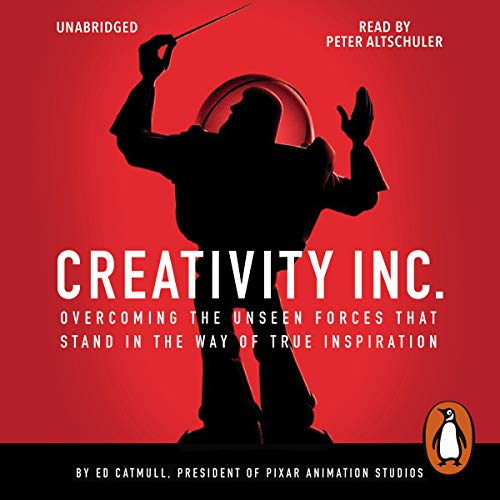 UNABRIDGED
READ BY
PETER ALTSCHULER
CREATIVITY INC.
OVERCOMING THE UNSEEN FORCES THAT
STAND IN THE WAY OF TRUE INSPIRATION
BY ED CATMULL, PRESIDENT OF PIXAR ANIMATION STUDIOS